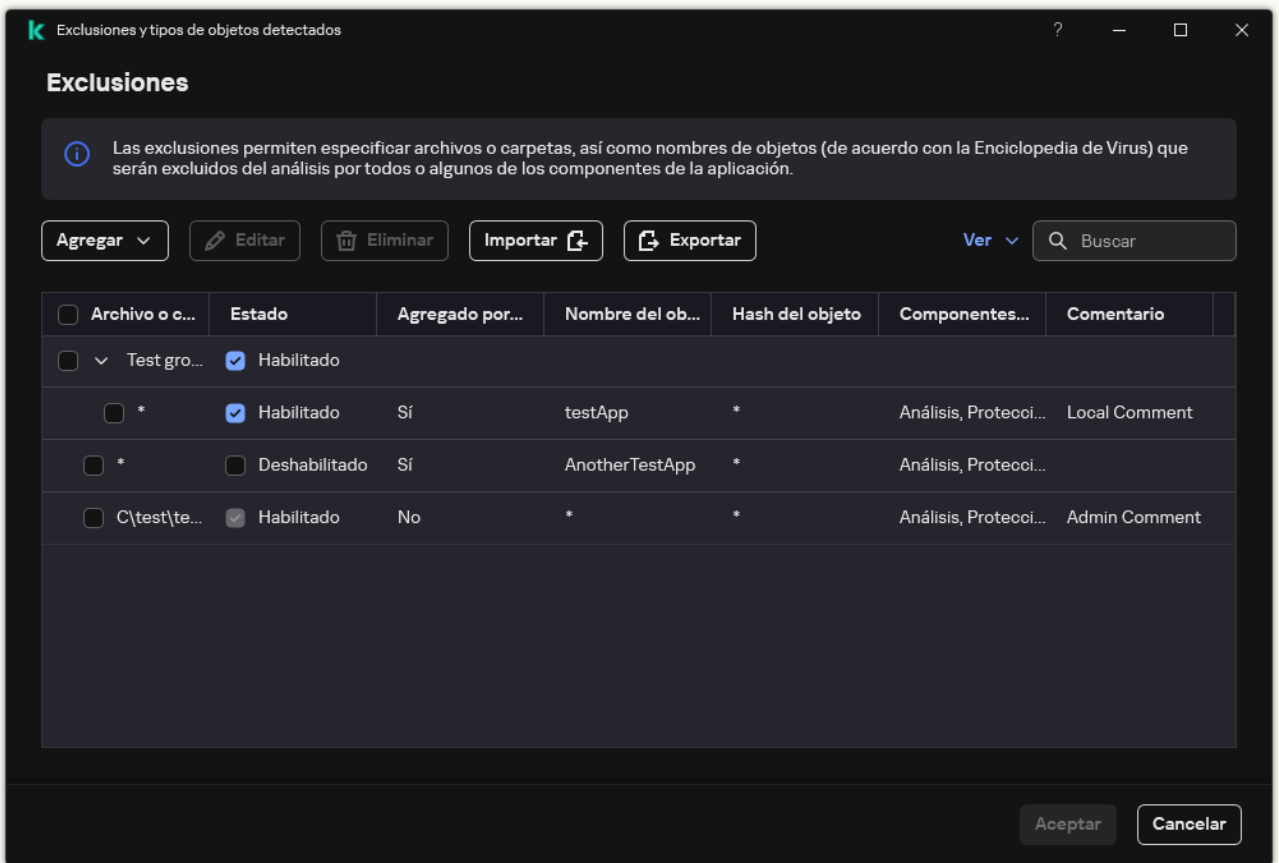 Exclusiones y tipos de objetos detectados
?
Exclusiones
Las exclusiones permiten especificar archivos o carpetas, así como nombres de objetos (de acuerdo con la Enciclopedia de Virus) que
serán excluidos del análisis por todos o algunos de los componentes de la aplicación.
Agregar Editar Eliminar Importar Exportar Ver Buscar
Archivo o c... Estado Agregado por... Nombre del ob... Hash del objeto Componentes... Comentario
Test gro... Habilitado
* Habilitado Sí testApp * Análisis, Protecci... Local Comment
* Deshabilitado Sí AnotherTestApp * Análisis, Protecci...
C\test\te... Habilitado No * * Análisis, Protecci... Admin Comment
Aceptar Cancelar